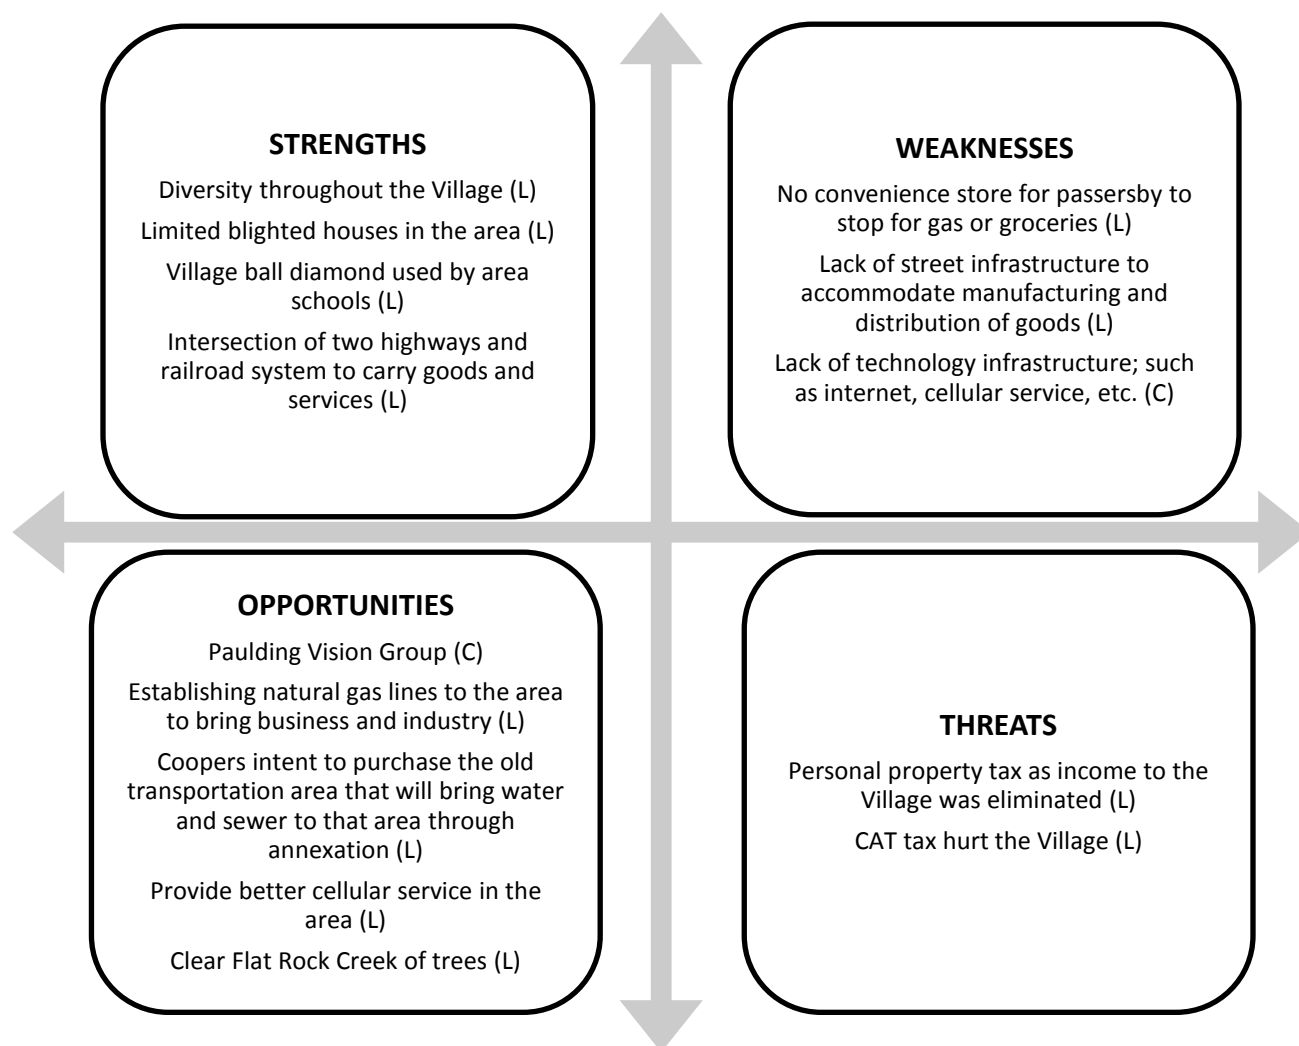 STRENGTHS
Diversity throughout the Village (L)
Limited blighted houses in the area (L)
Village ball diamond used by area
schools (L)
Intersection of two highways and
railroad system to carry goods and
services (L)
WEAKNESSES
No convenience store for passersby to
stop for gas or groceries (L)
Lack of street infrastructure to
accommodate manufacturing and
distribution of goods (L)
Lack of technology infrastructure; such
as internet, cellular service, etc. (C)
OPPORTUNITIES
Paulding Vision Group (C)
Establishing natural gas lines to the area
to bring business and industry (L)
Coopers intent to purchase the old
transportation area that will bring water
and sewer to that area through
annexation (L)
Provide better cellular service in the
area (L)
Clear Flat Rock Creek of trees (L)
THREATS
Personal property tax as income to the
Village was eliminated (L)
CAT tax hurt the Village (L)